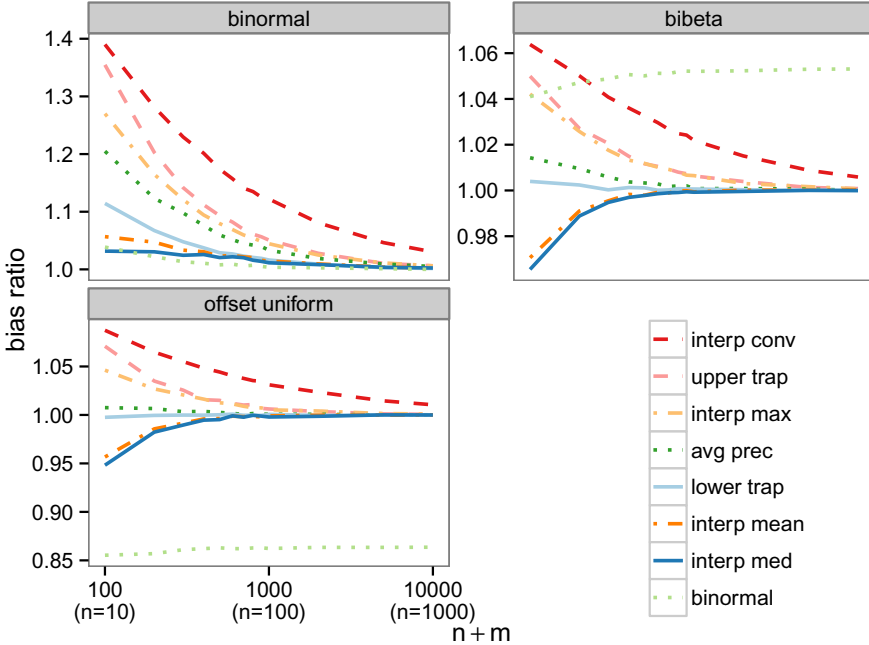 binormal
bibeta
1.4
1.3
1.2
1.1
1.0
1.06
1.04
1.02
1.00
0.98
bias ratio
offset uniform
1.05
1.00
0.95
0.90
0.85
100
(n=10)
1000
(n=100)
10000
(n=1000)
n+m
interp conv
upper trap
interp max
avg prec
lower trap
interp mean
interp med
binormal